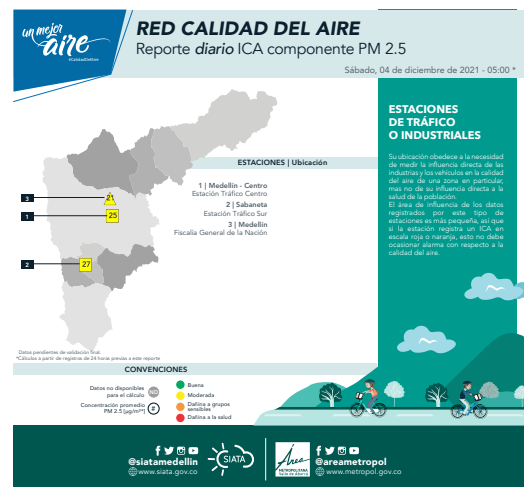 un mejor
aire
#CalidadDelAire
RED CALIDAD DEL AIRE
Reporte diario ICA componente PM 2.5
Sábado, 04 de diciembre de 2021 - 05:00 *
ESTACIONES
DE TRÁFICO
O INDUSTRIALES
Su ubicación obedece a la necesidad
de medir la influencia directa de las
industrias y los vehículos en la calidad
del aire de una zona en particular,
mas no de su influencia directa a la
salud de la población.
El área de influencia de los datos
registrados por este tipo de
estaciones es más pequeña, así que
si la estación registra un ICA en
escala roja o naranja, esto no debe
ocasionar alarma con respecto a la
calidad del aire.
ESTACIONES | Ubicación
1 | Medellín - Centro
Estación Tráfico Centro
2 | Sabaneta
Estación Tráfico Sur
3 | Medellín
Fiscalía General de la Nación
3
21
1
25
2
27
Datos pendientes de validación final.
*Cálculos a partir de registros de 24 horas previas a este reporte
CONVENCIONES
Datos no disponibles
para el cálculo
Concentración promedio
PM 2.5 [µg/m³]
#
Buena
Moderada
Dañina a grupos
sensibles
Dañina a la salud
@siatamedellin
www.siata.gov.co
SIATA
Área
METROPOLITANA
Valle de Aburrá
@areametropol
www.metropol.gov.co